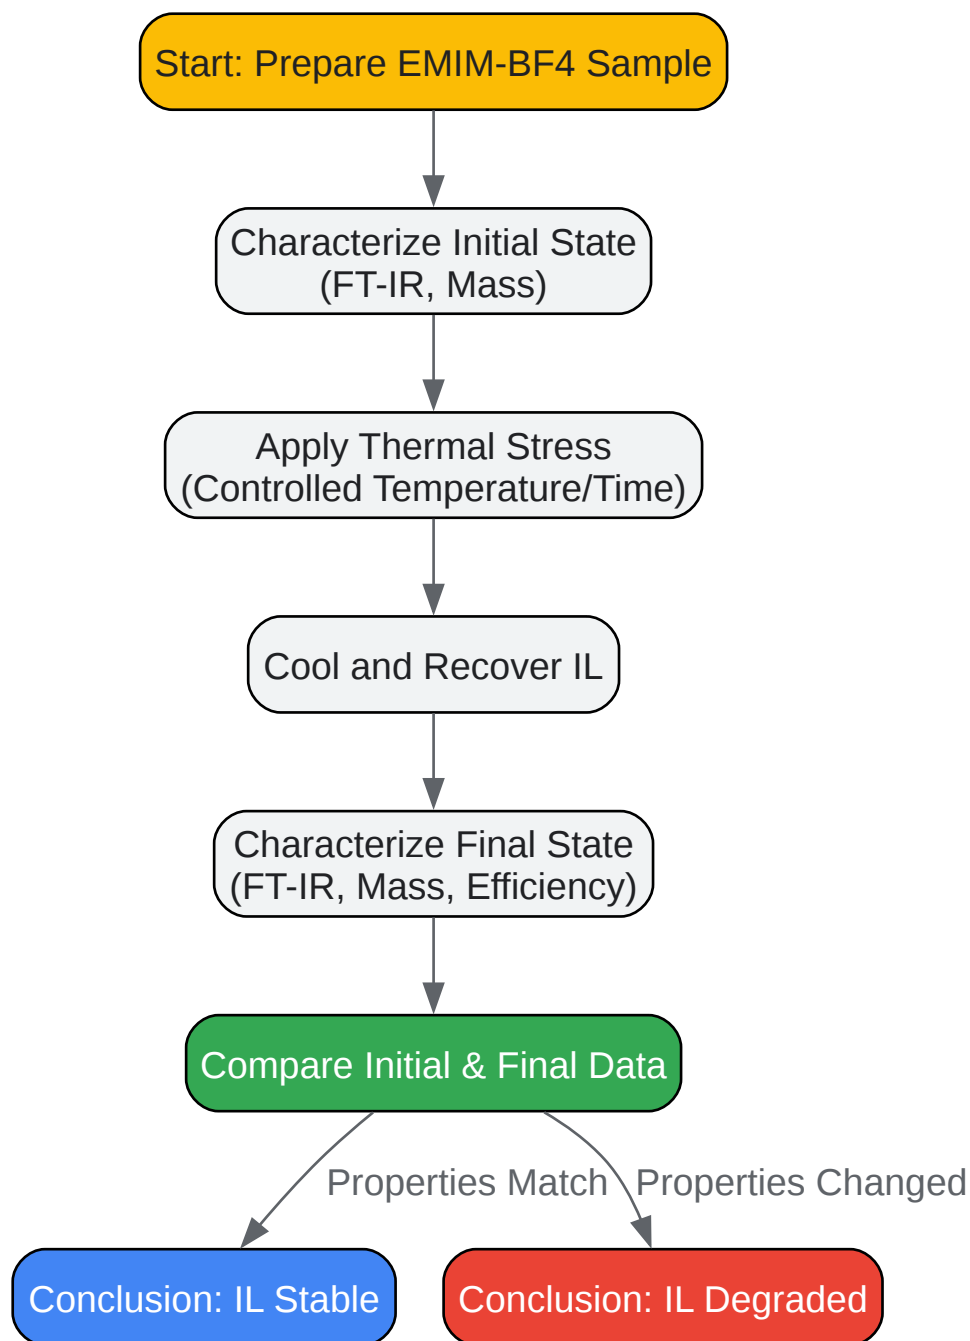 Start: Prepare EMIM-BF4 Sample
Characterize Initial State
(FT-IR, Mass)
Apply Thermal Stress
(Controlled Temperature/Time)
Cool and Recover IL
Characterize Final State
(FT-IR, Mass, Efficiency)
Compare Initial & Final Data
Properties Match
Properties Changed
Conclusion: IL Stable
Conclusion: IL Degraded